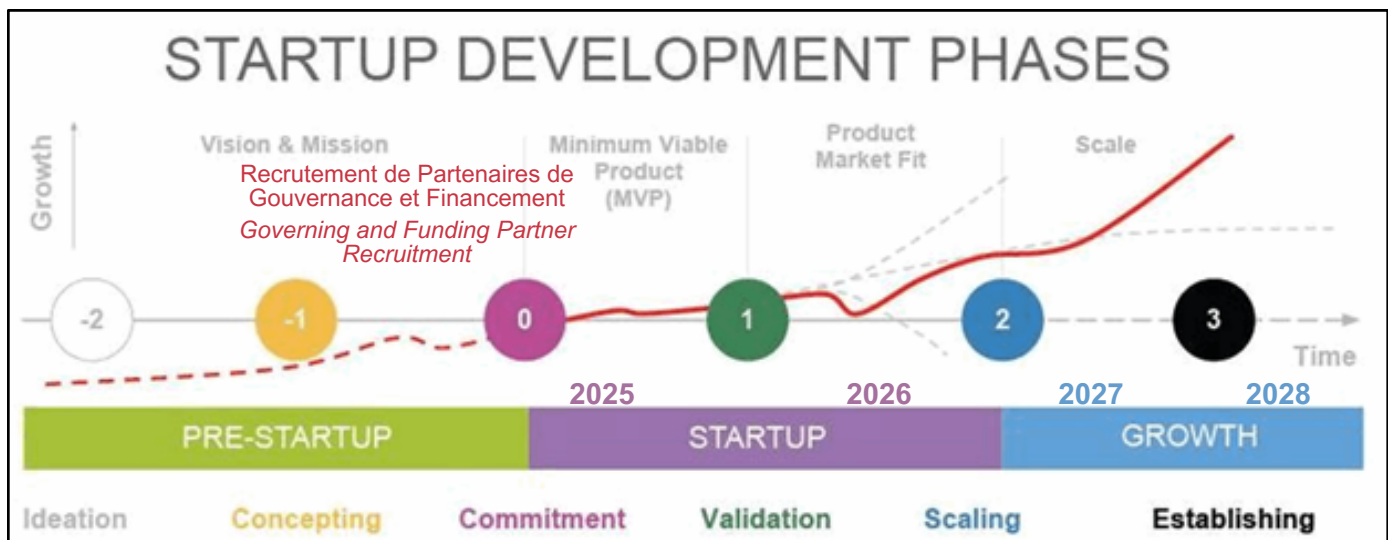 STARTUP DEVELOPMENT PHASES
Growth
Vision & Mission
Recrutement de Partenaires de
Gouvernance et Financement
Governing and Funding Partner
Recruitment
Minimum Viable
Product
(MVP)
Product
Market Fit
Scale
-2
-1
0
1
2
3
Time
2025
2026
2027
2028
PRE-STARTUP
STARTUP
GROWTH
Ideation
Concepting
Commitment
Validation
Scaling
Establishing